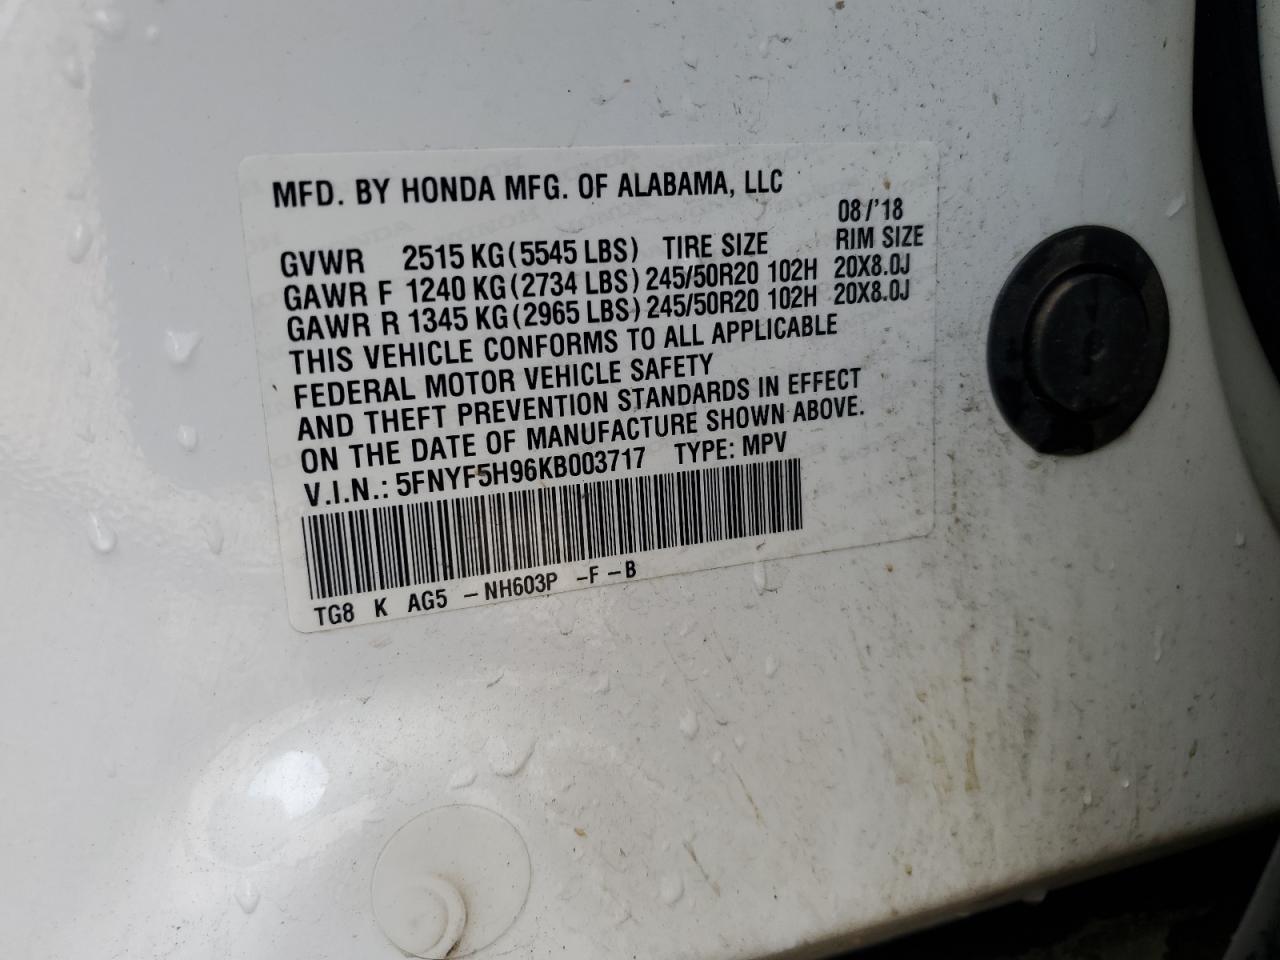 MFD. BY HONDA MFG. OF ALABAMA, LLC
08/'18
GVWR 2515 KG (5545 LBS) TIRE SIZE RIM SIZE
GAWR F 1240 KG (2734 LBS) 245/50R20 102H 20X8.0J
GAWR R 1345 KG (2965 LBS) 245/50R20 102H 20X8.0J
THIS VEHICLE CONFORMS TO ALL APPLICABLE
FEDERAL MOTOR VEHICLE SAFETY
AND THEFT PREVENTION STANDARDS IN EFFECT
ON THE DATE OF MANUFACTURE SHOWN ABOVE.
V.I.N.: 5FNYF5H96KB003717 TYPE: MPV
TG8 K AG5 -NH603P -F-B